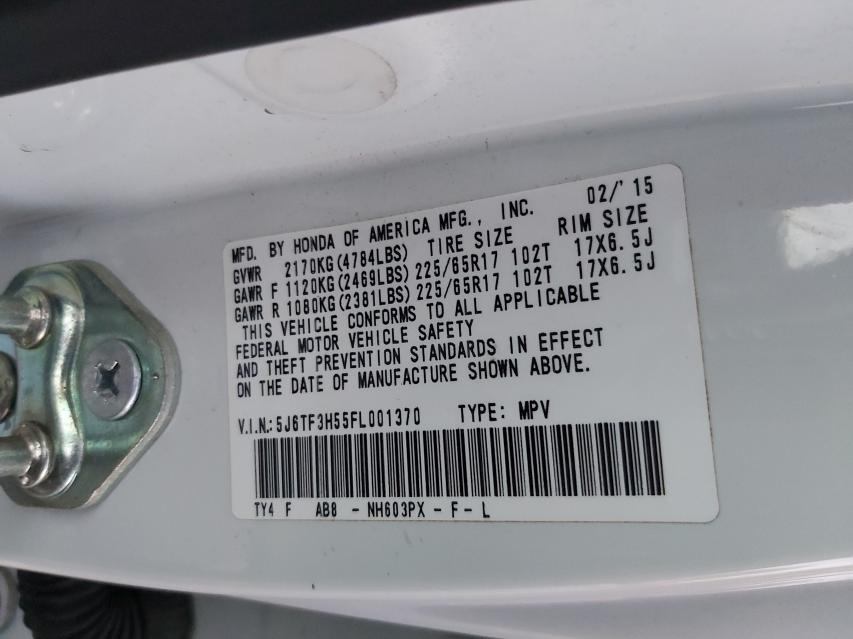 MFD. BY HONDA OF AMERICA MFG., INC. 02/'15
GVWR 2170KG(4784LBS) TIRE SIZE RIM SIZE
GAWR F 1120KG(2469LBS) 225/65R17 102T 17X6.5J
GAWR R 1080KG(2381LBS) 225/65R17 102T 17X6.5J
THIS VEHICLE CONFORMS TO ALL APPLICABLE
FEDERAL MOTOR VEHICLE SAFETY
AND THEFT PREVENTION STANDARDS IN EFFECT
ON THE DATE OF MANUFACTURE SHOWN ABOVE.
V.I.N.: 5J6TF3H55FL001370 TYPE: MPV
TY4 F AB8 - NH603PX - F - L